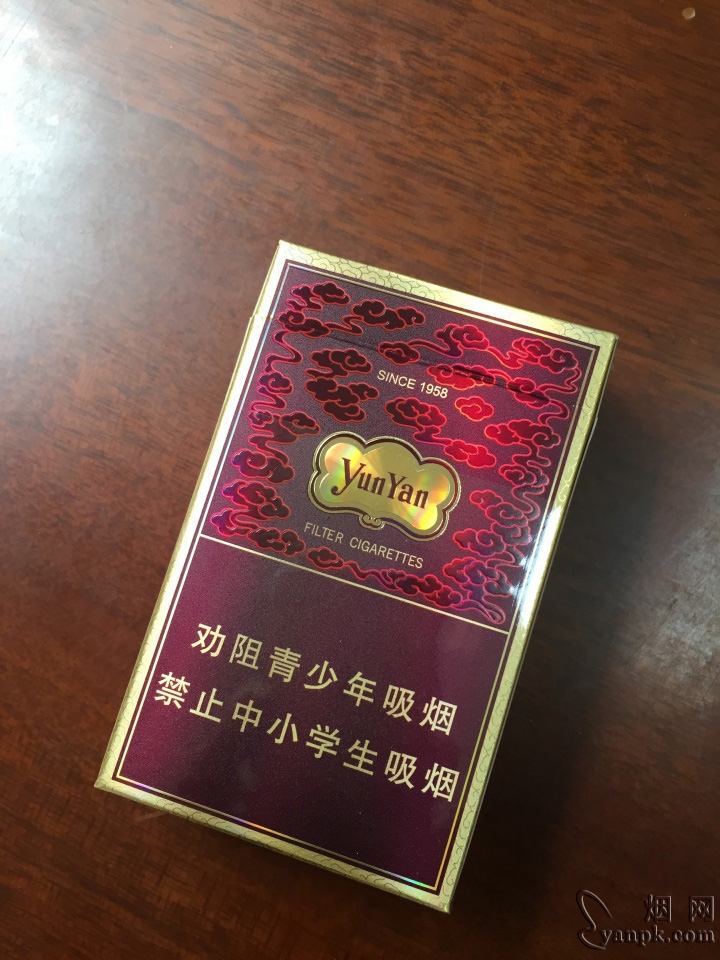 SINCE 1958
YunYan
FILTER CIGARETTES
劝阻青少年吸烟
禁止中小学生吸烟
烟网
yanpk.com